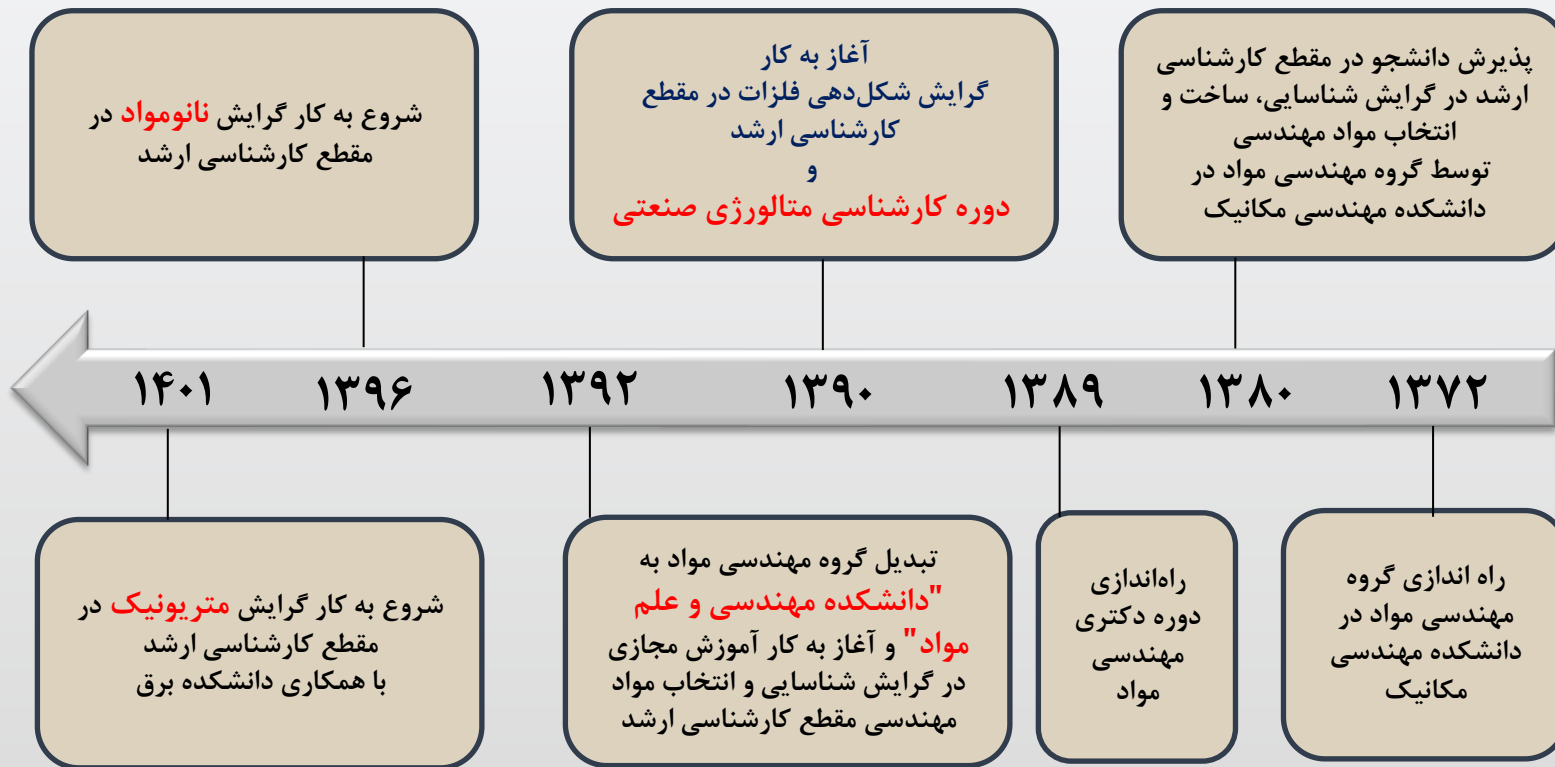 پذیرش دانشجو در مقطع کارشناسی
ارشد در گرایش شناسایی، ساخت و
انتخاب مواد مهندسی
توسط گروه مهندسی مواد در
دانشکده مهندسی مکانیک
آغاز به کار
گرایش شکل‌دهی فلزات در مقطع
کارشناسی ارشد
و
دوره کارشناسی متالورژی صنعتی
شروع به کار گرایش نانومواد در
مقطع کارشناسی ارشد
۱۳۷۲ ۱۳۸۰ ۱۳۸۹ ۱۳۹۰ ۱۳۹۲ ۱۳۹۶ ۱۴۰۱
راه اندازی گروه
مهندسی مواد در
دانشکده مهندسی
مکانیک
راه‌اندازی
دوره دکتری
مهندسی
مواد
تبدیل گروه مهندسی مواد به
"دانشکده مهندسی و علم
مواد" و آغاز به کار آموزش مجازی
در گرایش شناسایی و انتخاب مواد
مهندسی مقطع کارشناسی ارشد
شروع به کار گرایش متریونیک در
مقطع کارشناسی ارشد
با همکاری دانشکده برق